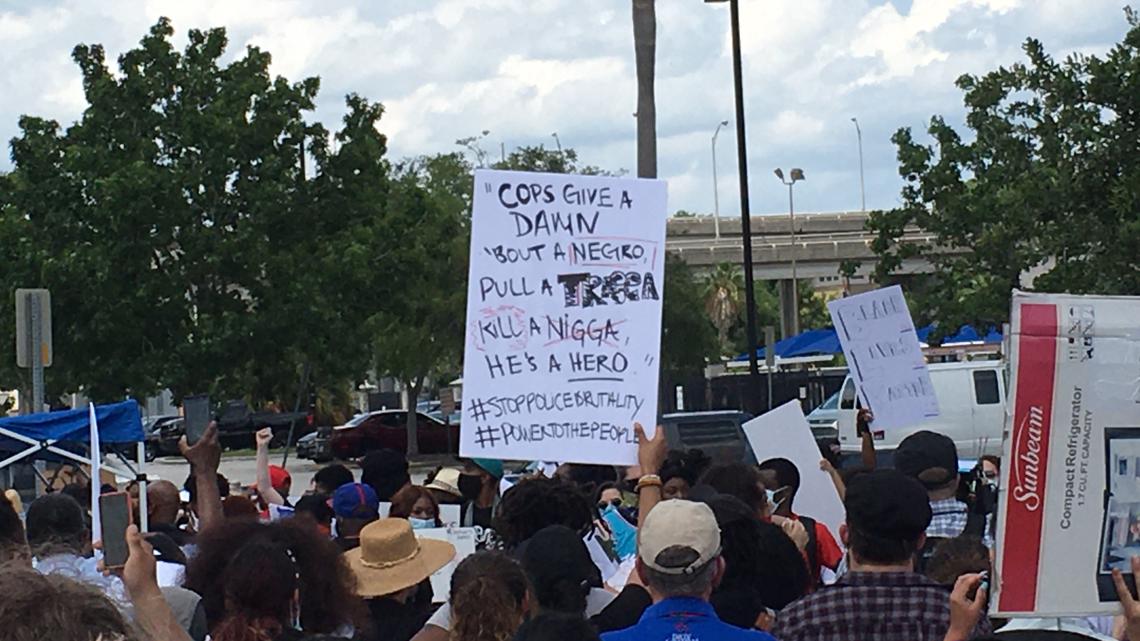 "COPS GIVE A
DAMN
'BOUT A NEGRO,
PULL A TRIGGA
KILL A NIGGA,
HE'S A HERO."
#STOPPOLICEBRUTALITY
#POWERTOTHEPEOPLE
Sunbeam
Compact Refrigerator
1.7 CU.FT. CAPACITY